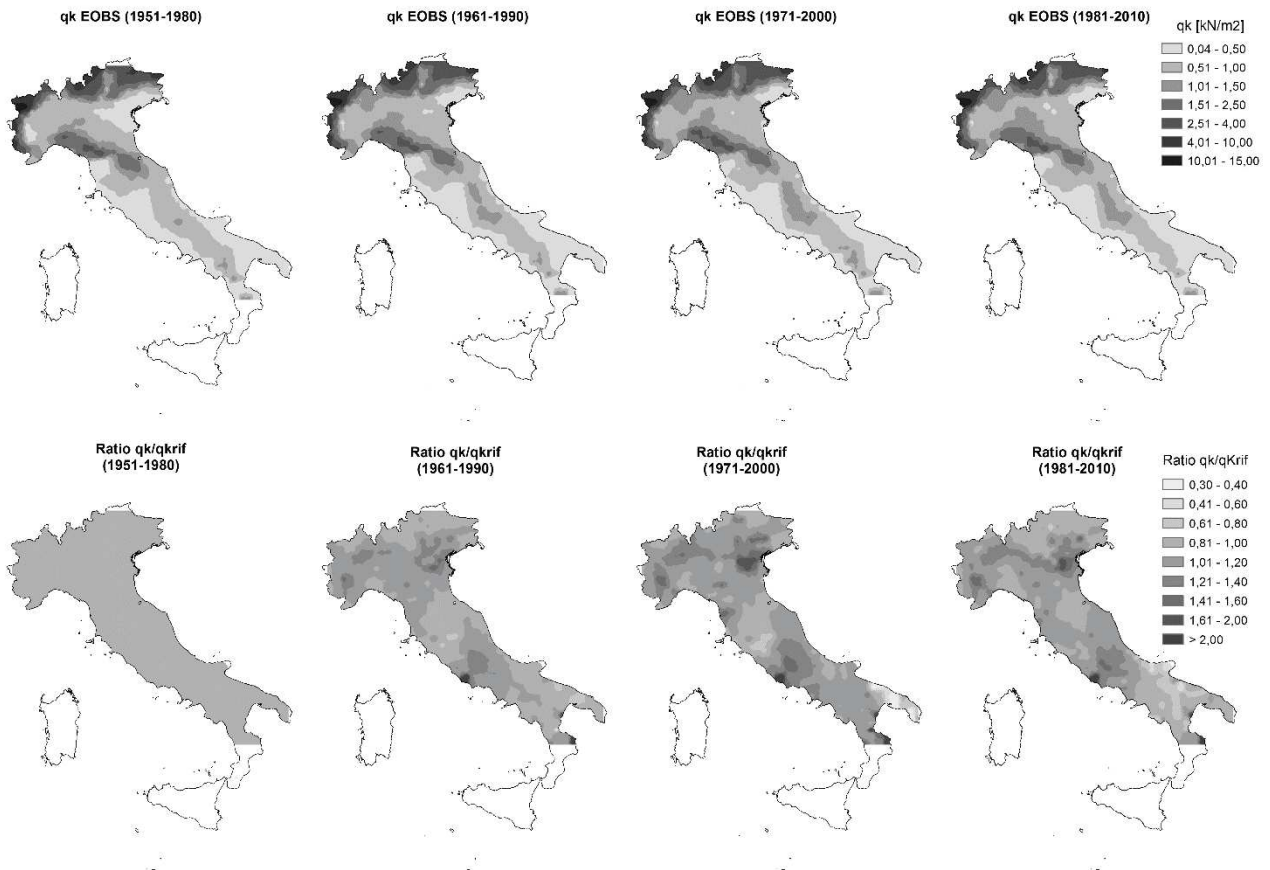 qk EOBS (1951-1980)
qk EOBS (1961-1990)
qk EOBS (1971-2000)
qk EOBS (1981-2010)
qk [kN/m2]
0,04 - 0,50
0,51 - 1,00
1,01 - 1,50
1,51 - 2,50
2,51 - 4,00
4,01 - 10,00
10,01 - 15,00
Ratio qk/qkrif
(1951-1980)
Ratio qk/qkrif
(1961-1990)
Ratio qk/qkrif
(1971-2000)
Ratio qk/qkrif
(1981-2010)
Ratio qk/qKrif
0,30 - 0,40
0,41 - 0,60
0,61 - 0,80
0,81 - 1,00
1,01 - 1,20
1,21 - 1,40
1,41 - 1,60
1,61 - 2,00
> 2,00